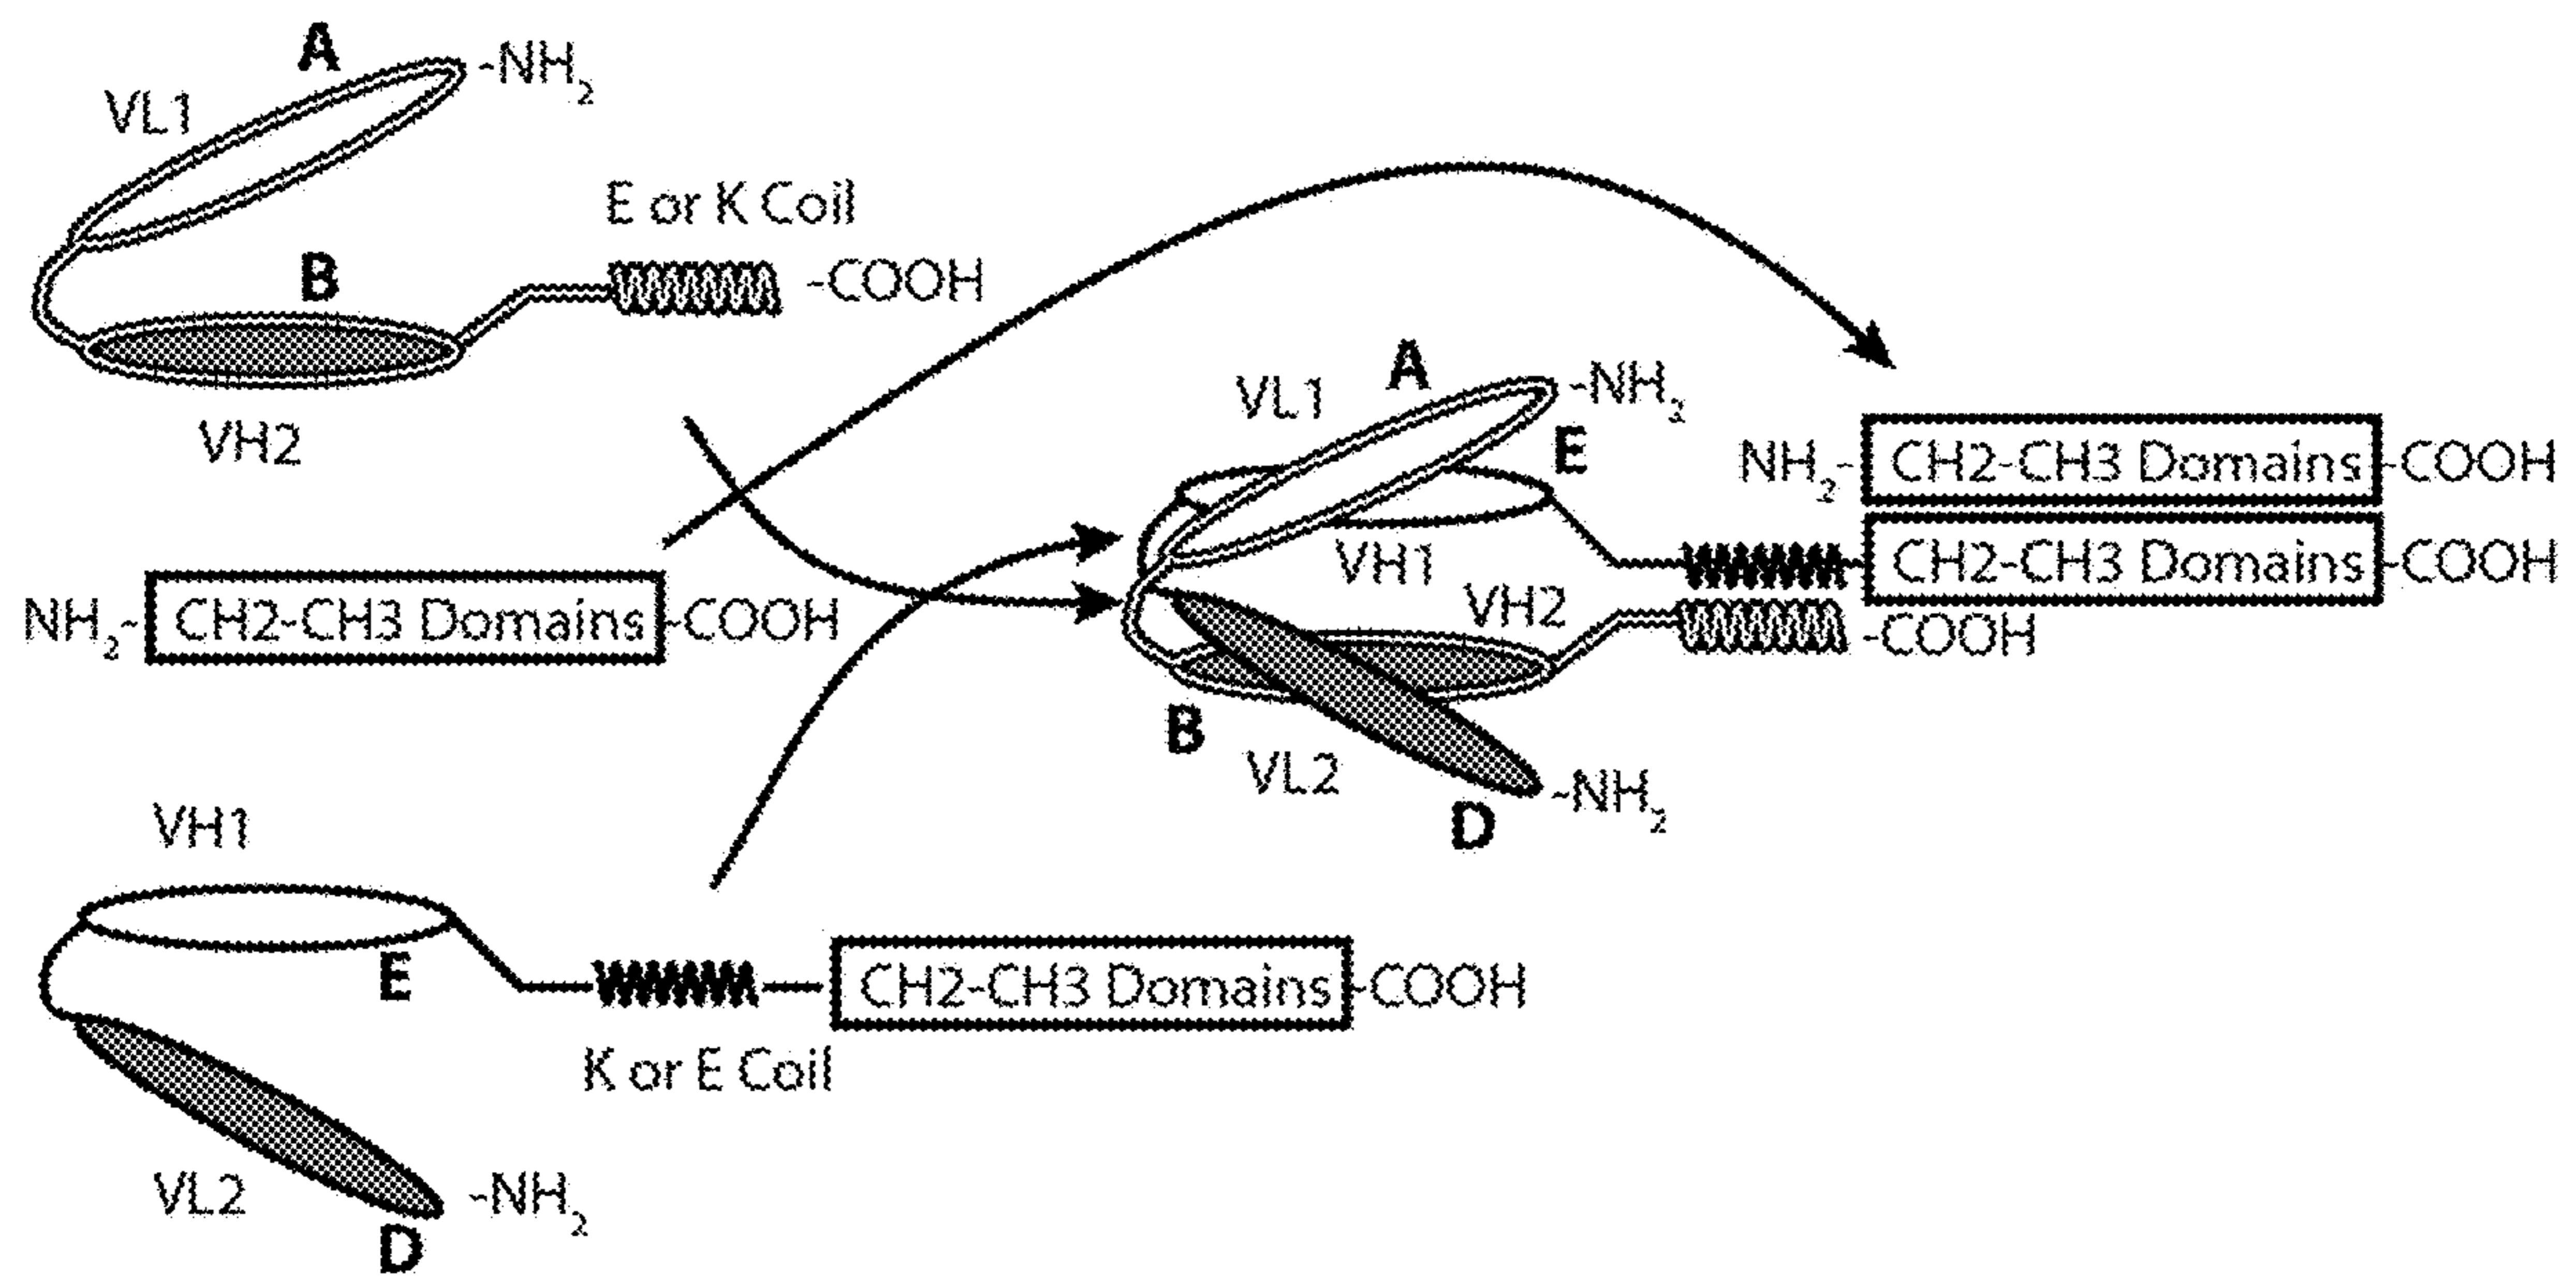 A
VL1
-NH2
E or K Coil
B
-COOH
VH2
NH2-
CH2-CH3 Domains
-COOH
VH1
E
CH2-CH3 Domains
-COOH
K or E Coil
VL2
-NH2
D
A
VL1
-NH2
E
NH2-
CH2-CH3 Domains
-COOH
VH1
CH2-CH3 Domains
-COOH
VH2
-COOH
B
VL2
-NH2
D